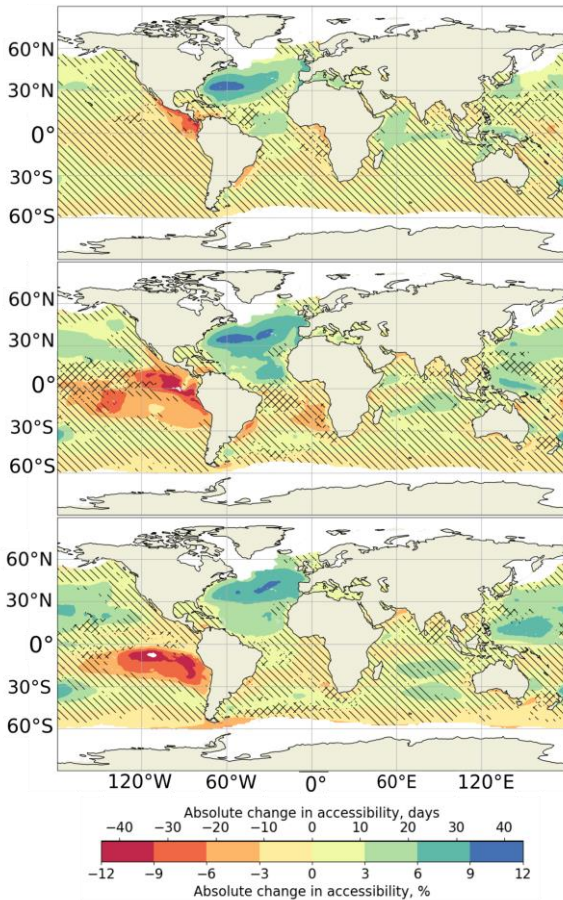 60°N
30°N
0°
30°S
60°S
60°N
30°N
0°
30°S
60°S
60°N
30°N
0°
30°S
60°S
120°W 60°W 0° 60°E 120°E
Absolute change in accessibility, days
−40 −30 −20 −10 0 10 20 30 40
−12 −9 −6 −3 0 3 6 9 12
Absolute change in accessibility, %